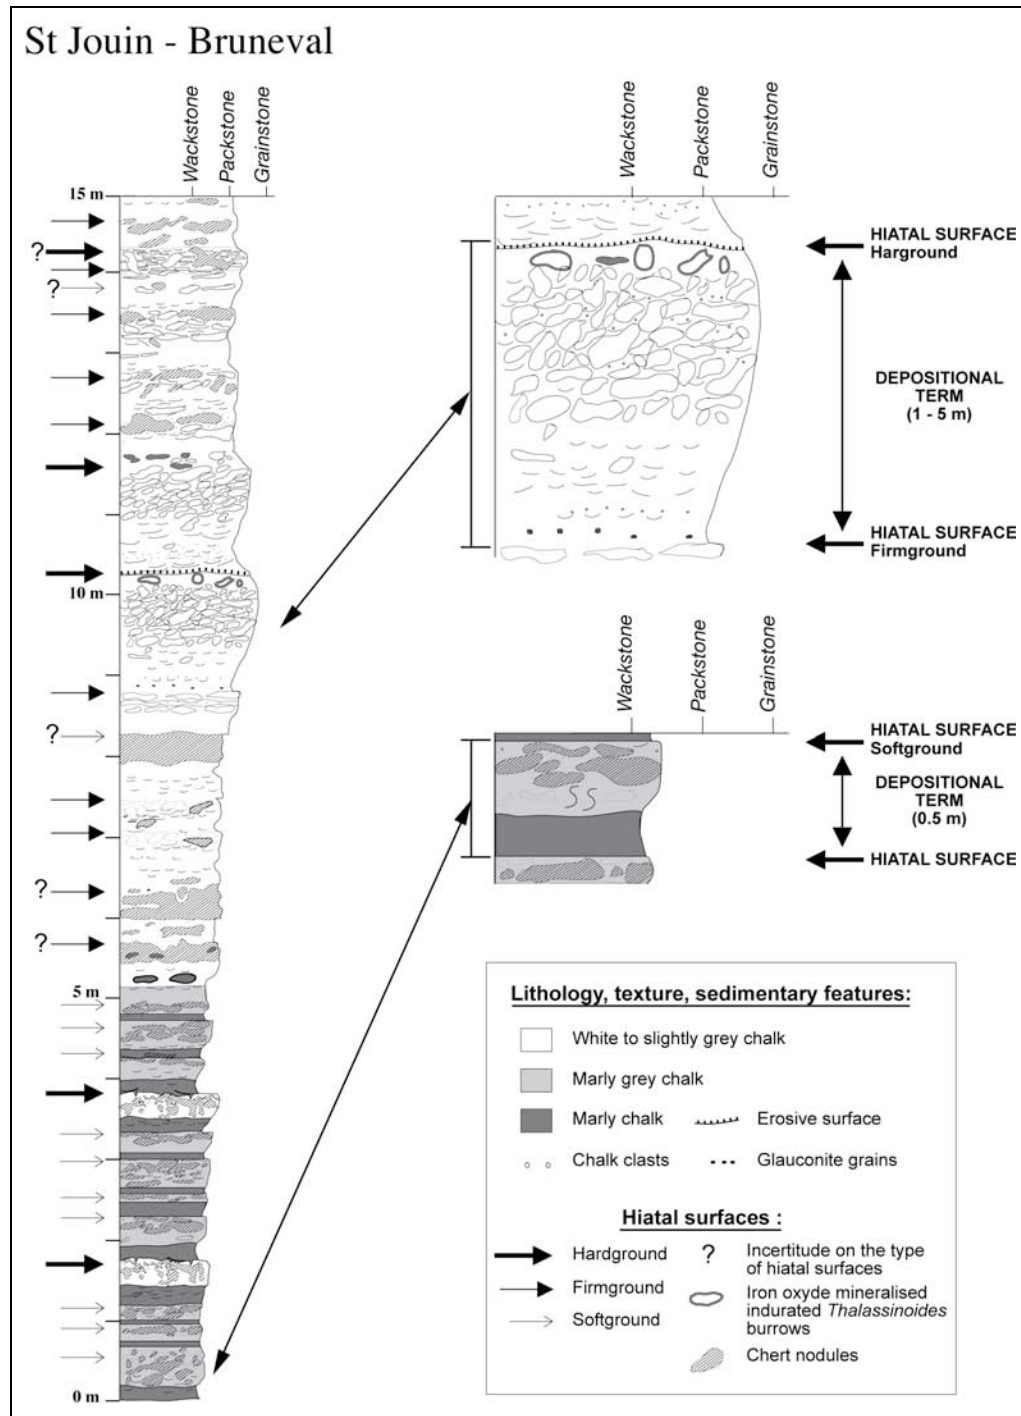 St Jouin - Bruneval
Wackstone
Packstone
Grainstone
15 m
?
?
10 m
?
?
?
5 m
0 m
Wackstone
Packstone
Grainstone
HIATAL SURFACE
Harground
DEPOSITIONAL
TERM
(1 - 5 m)
HIATAL SURFACE
Firmground
Wackstone
Packstone
Grainstone
HIATAL SURFACE
Softground
DEPOSITIONAL
TERM
(0.5 m)
HIATAL SURFACE
Lithology, texture, sedimentary features:
White to slightly grey chalk
Marly grey chalk
Marly chalk
Erosive surface
Chalk clasts
Glauconite grains
Hiatal surfaces :
Hardground
? Incertitude on the type
of hiatal surfaces
Firmground
Iron oxyde mineralised
indurated Thalassinoides
burrows
Softground
Chert nodules